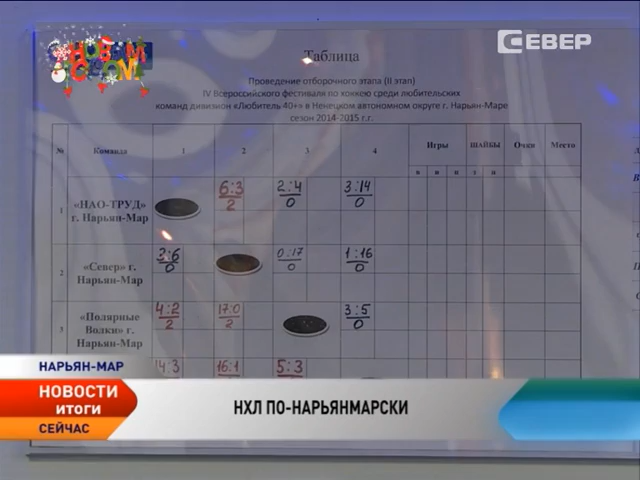 С НОВЫМ
ГОДОМ
СЕВЕР
Таблица
Проведение отборочного этапа (II этап)
IV Всероссийского фестиваля по хоккею среди любительских
команд дивизион «Любитель 40+» в Ненецком автономном округе г. Нарьян-Маре
сезон 2014-2015 г.г.
№ Команда 1 2 3 4 Игры ШАЙБЫ Очки Место
в н п з п
1 «НАО-ТРУД» г. Нарьян-Мар 6:3 2 2:4 0 3:14 0
2 «Север» г. Нарьян-Мар 3:6 0 0:17 0 1:16 0
3 «Полярные Волки» г. Нарьян-Мар 4:2 2 17:0 2 3:5 0
14:3 16:1 5:3
НАРЬЯН-МАР
НОВОСТИ
итоги
СЕЙЧАС
НХЛ ПО-НАРЬЯНМАРСКИ